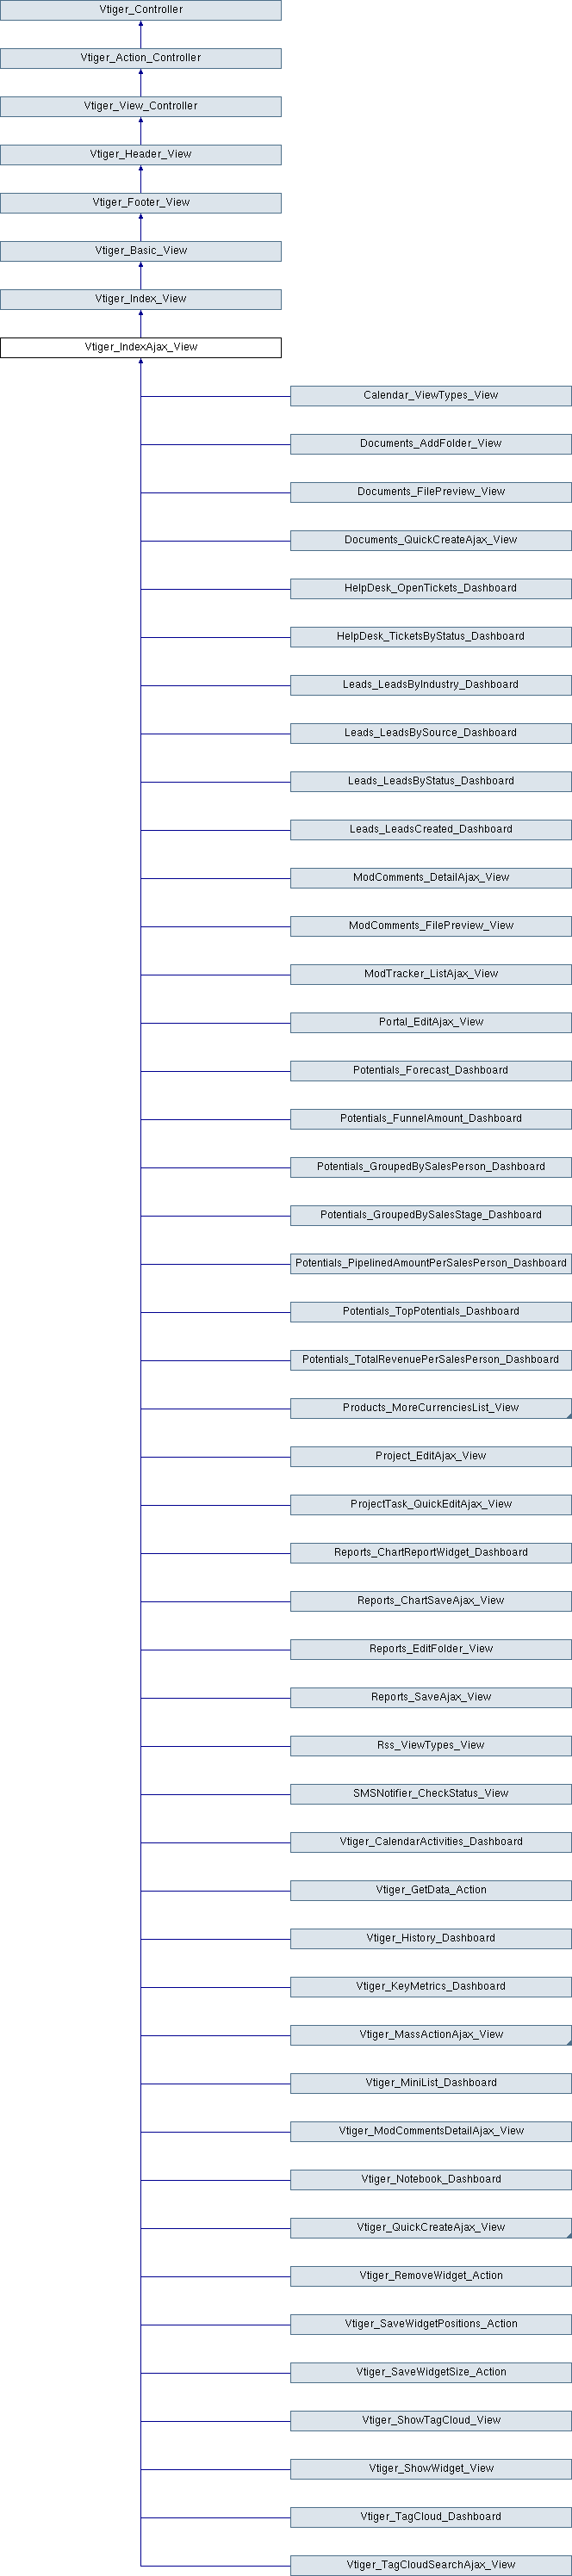 Vtiger_Controller
Vtiger_Action_Controller
Vtiger_View_Controller
Vtiger_Header_View
Vtiger_Footer_View
Vtiger_Basic_View
Vtiger_Index_View
Vtiger_IndexAjax_View
Calendar_ViewTypes_View
Documents_AddFolder_View
Documents_FilePreview_View
Documents_QuickCreateAjax_View
HelpDesk_OpenTickets_Dashboard
HelpDesk_TicketsByStatus_Dashboard
Leads_LeadsByIndustry_Dashboard
Leads_LeadsBySource_Dashboard
Leads_LeadsByStatus_Dashboard
Leads_LeadsCreated_Dashboard
ModComments_DetailAjax_View
ModComments_FilePreview_View
ModTracker_ListAjax_View
Portal_EditAjax_View
Potentials_Forecast_Dashboard
Potentials_FunnelAmount_Dashboard
Potentials_GroupedBySalesPerson_Dashboard
Potentials_GroupedBySalesStage_Dashboard
Potentials_PipelinedAmountPerSalesPerson_Dashboard
Potentials_TopPotentials_Dashboard
Potentials_TotalRevenuePerSalesPerson_Dashboard
Products_MoreCurrenciesList_View
Project_EditAjax_View
ProjectTask_QuickEditAjax_View
Reports_ChartReportWidget_Dashboard
Reports_ChartSaveAjax_View
Reports_EditFolder_View
Reports_SaveAjax_View
Rss_ViewTypes_View
SMSNotifier_CheckStatus_View
Vtiger_CalendarActivities_Dashboard
Vtiger_GetData_Action
Vtiger_History_Dashboard
Vtiger_KeyMetrics_Dashboard
Vtiger_MassActionAjax_View
Vtiger_MiniList_Dashboard
Vtiger_ModCommentsDetailAjax_View
Vtiger_Notebook_Dashboard
Vtiger_QuickCreateAjax_View
Vtiger_RemoveWidget_Action
Vtiger_SaveWidgetPositions_Action
Vtiger_SaveWidgetSize_Action
Vtiger_ShowTagCloud_View
Vtiger_ShowWidget_View
Vtiger_TagCloud_Dashboard
Vtiger_TagCloudSearchAjax_View